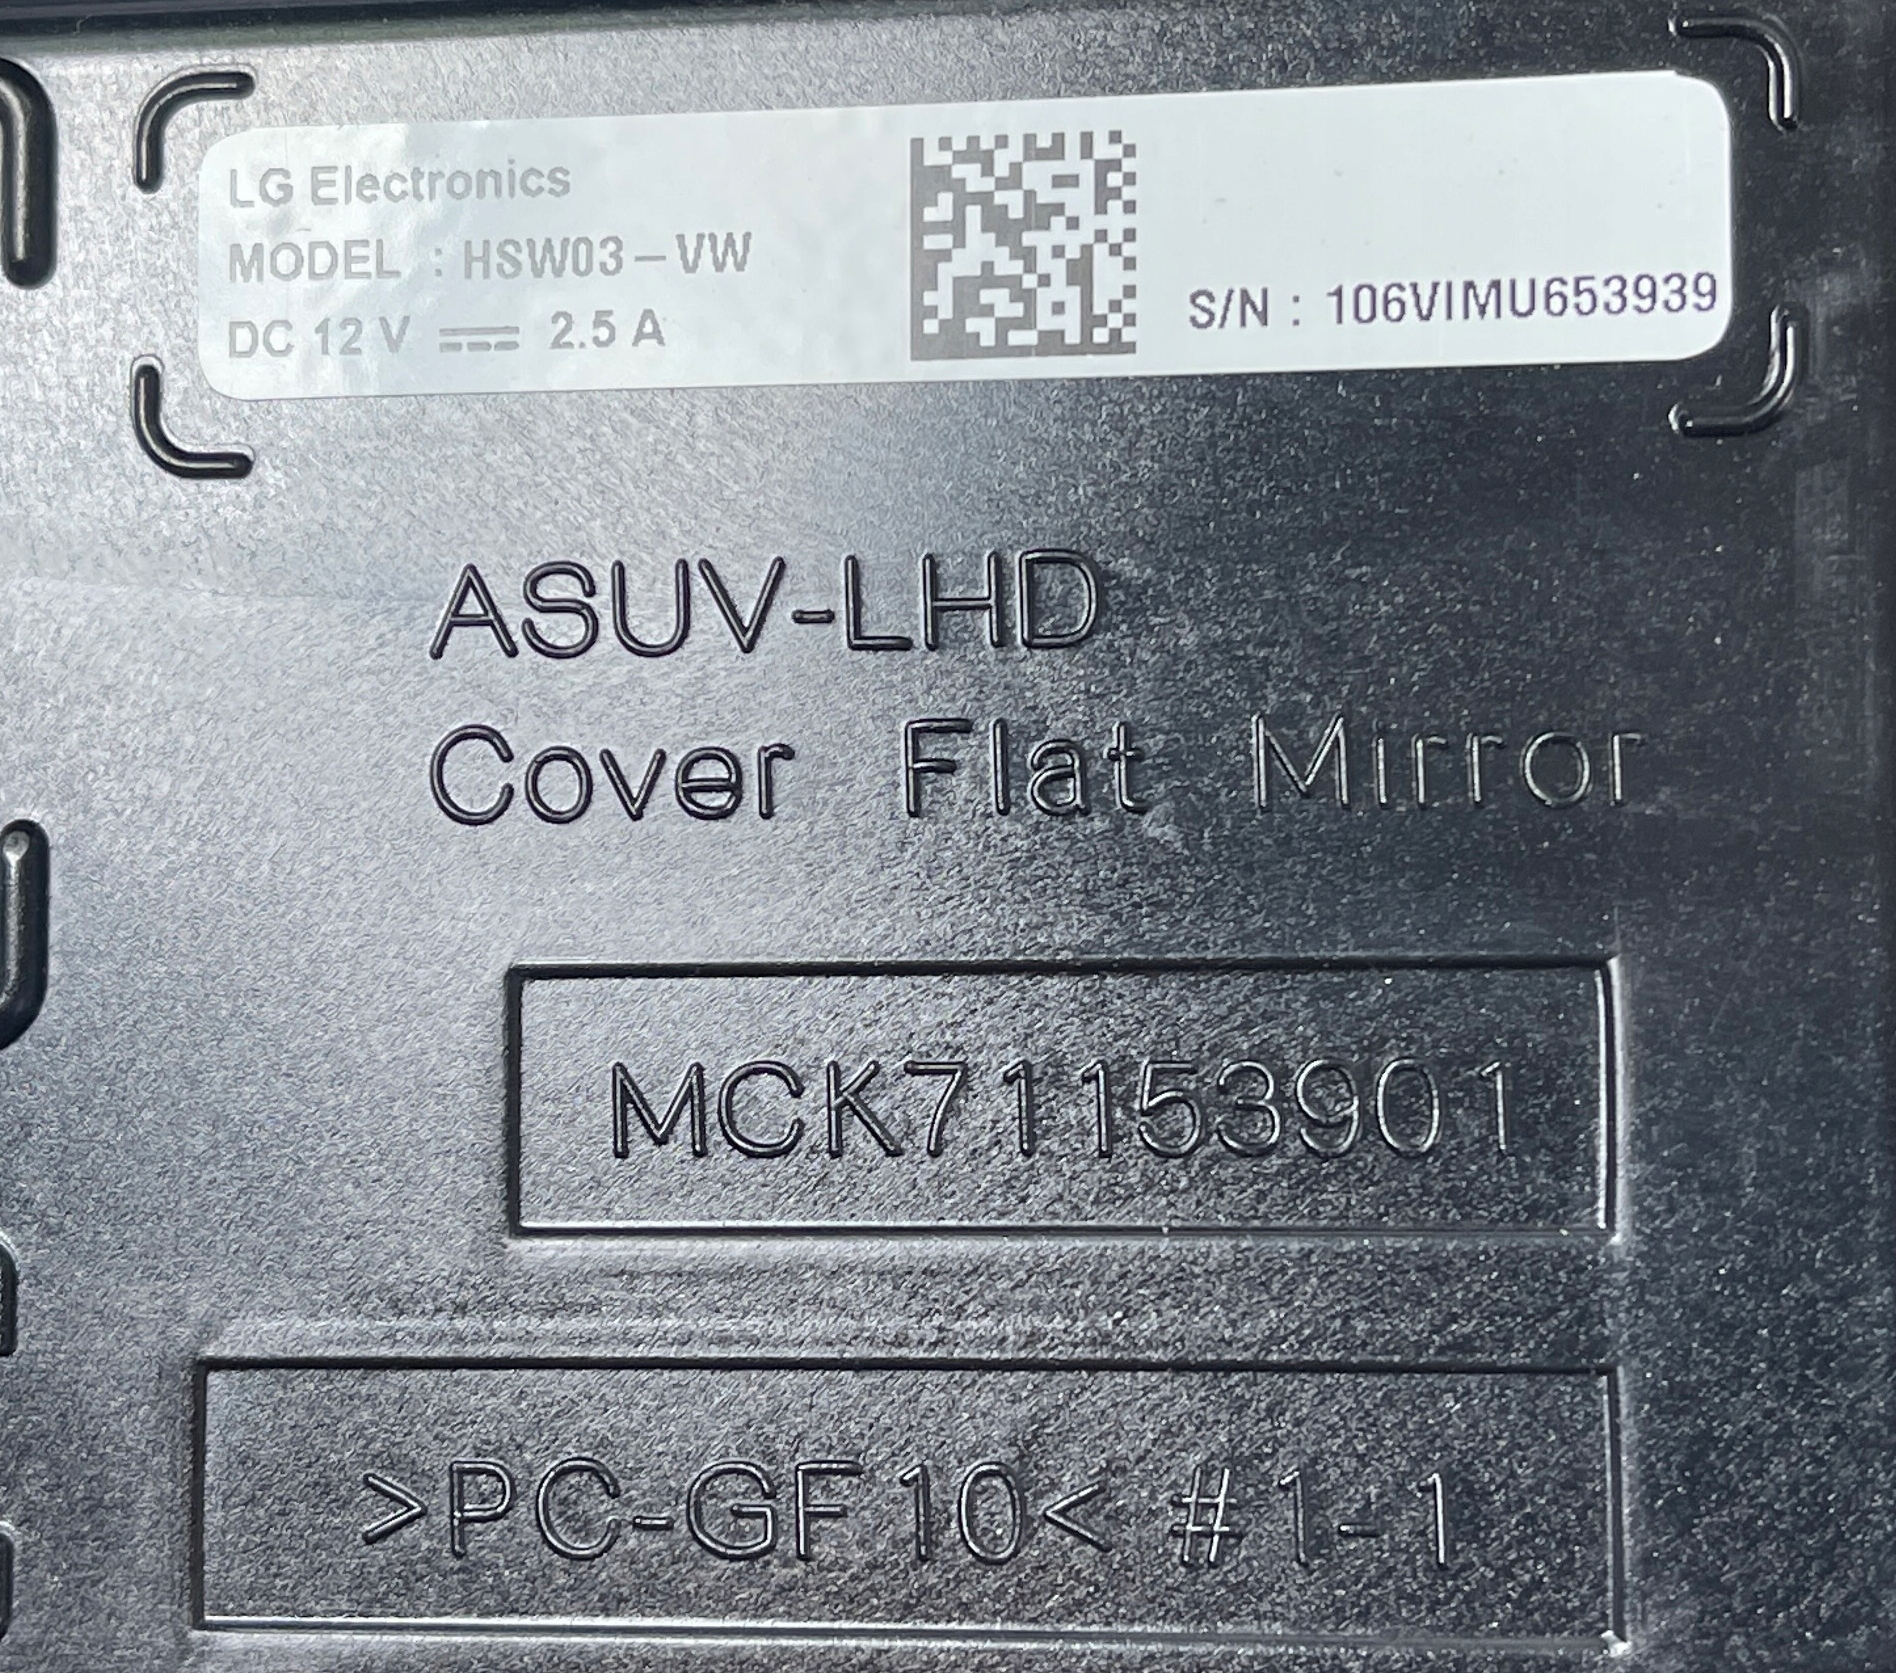 LG Electronics
MODEL : HSW03-VW
DC 12 V ⎓ 2.5 A
S/N : 106VIMU653939
ASUV-LHD
Cover Flat Mirror
MCK71153901
>PC-GF10< #1-1